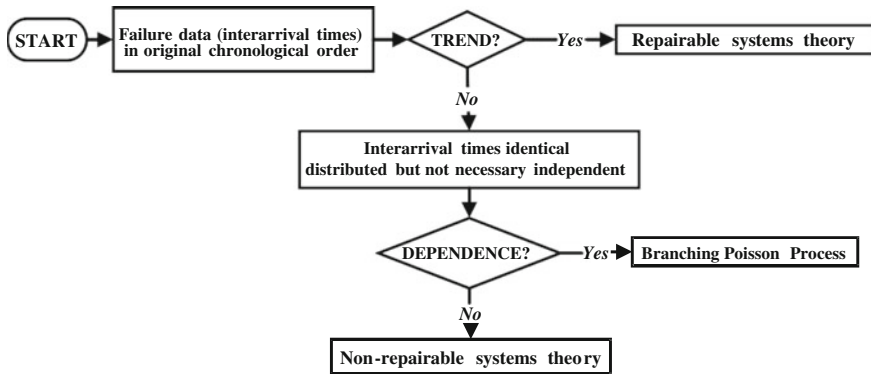 START
Failure data (interarrival times)
in original chronological order
TREND?
Yes
Repairable systems theory
No
Interarrival times identical
distributed but not necessary independent
DEPENDENCE?
Yes
Branching Poisson Process
No
Non-repairable systems theory